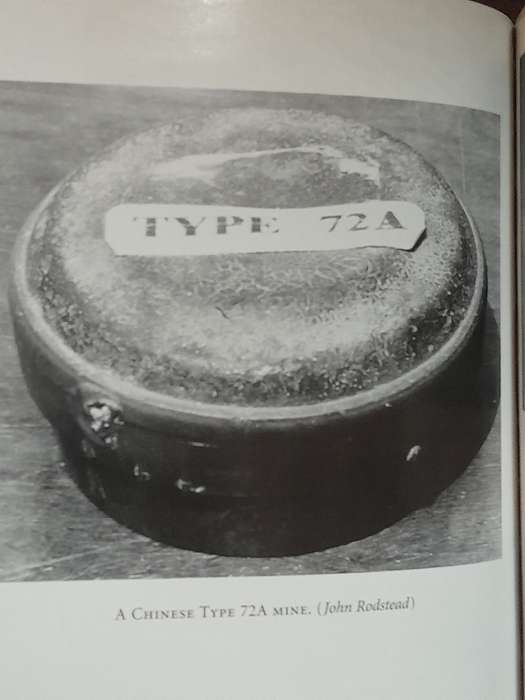 TYPE 72A
A CHINESE TYPE 72A MINE. (John Rodstead)